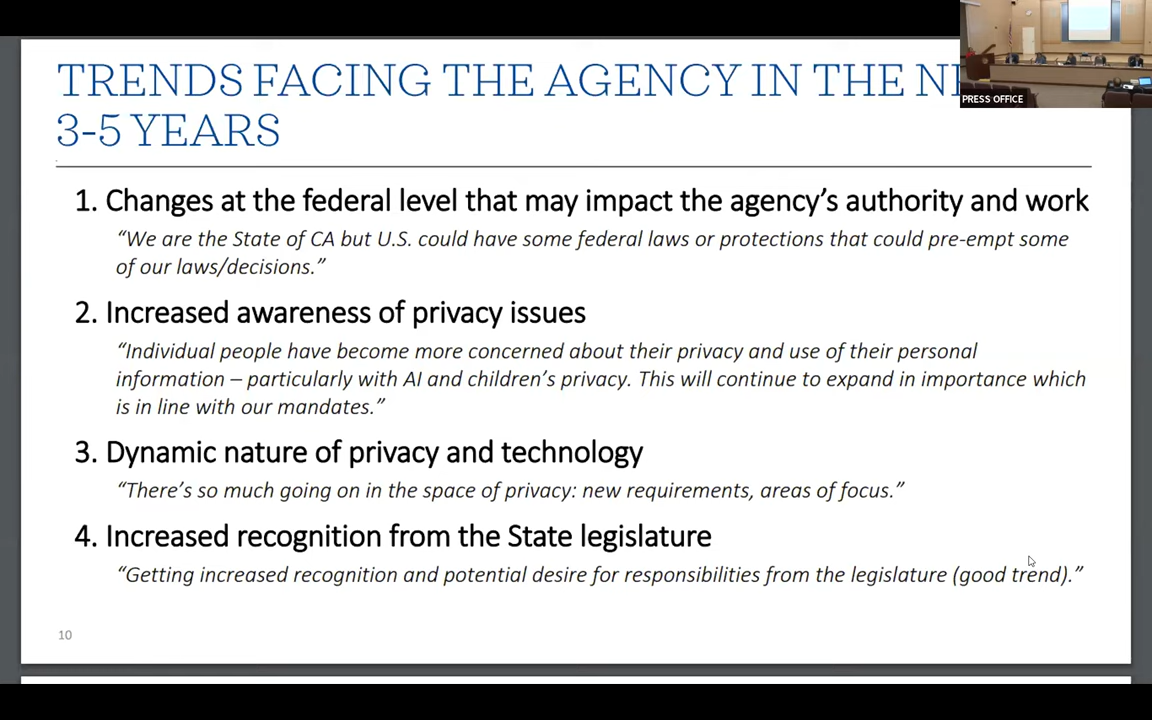 TRENDS FACING THE AGENCY IN THE
3-5 YEARS
PRESS OFFICE
1. Changes at the federal level that may impact the agency’s authority and work
“We are the State of CA but U.S. could have some federal laws or protections that could pre-empt some
of our laws/decisions.”
2. Increased awareness of privacy issues
“Individual people have become more concerned about their privacy and use of their personal
information – particularly with AI and children’s privacy. This will continue to expand in importance which
is in line with our mandates.”
3. Dynamic nature of privacy and technology
“There’s so much going on in the space of privacy: new requirements, areas of focus.”
4. Increased recognition from the State legislature
“Getting increased recognition and potential desire for responsibilities from the legislature (good trend).”
10